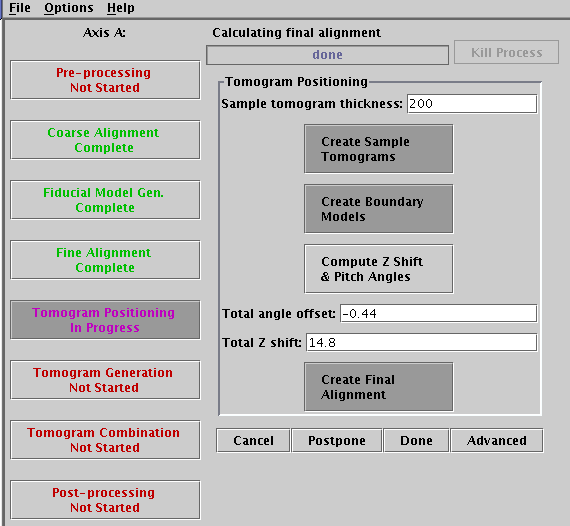 File Options Help
Axis A:
Pre-processing
Not Started
Coarse Alignment
Complete
Fiducial Model Gen.
Complete
Fine Alignment
Complete
Tomogram Positioning
In Progress
Tomogram Generation
Not Started
Tomogram Combination
Not Started
Post-processing
Not Started
Calculating final alignment
done
Kill Process
Tomogram Positioning
Sample tomogram thickness: 200
Create Sample
Tomograms
Create Boundary
Models
Compute Z Shift
& Pitch Angles
Total angle offset: -0.44
Total Z shift: 14.8
Create Final
Alignment
Cancel Postpone Done Advanced